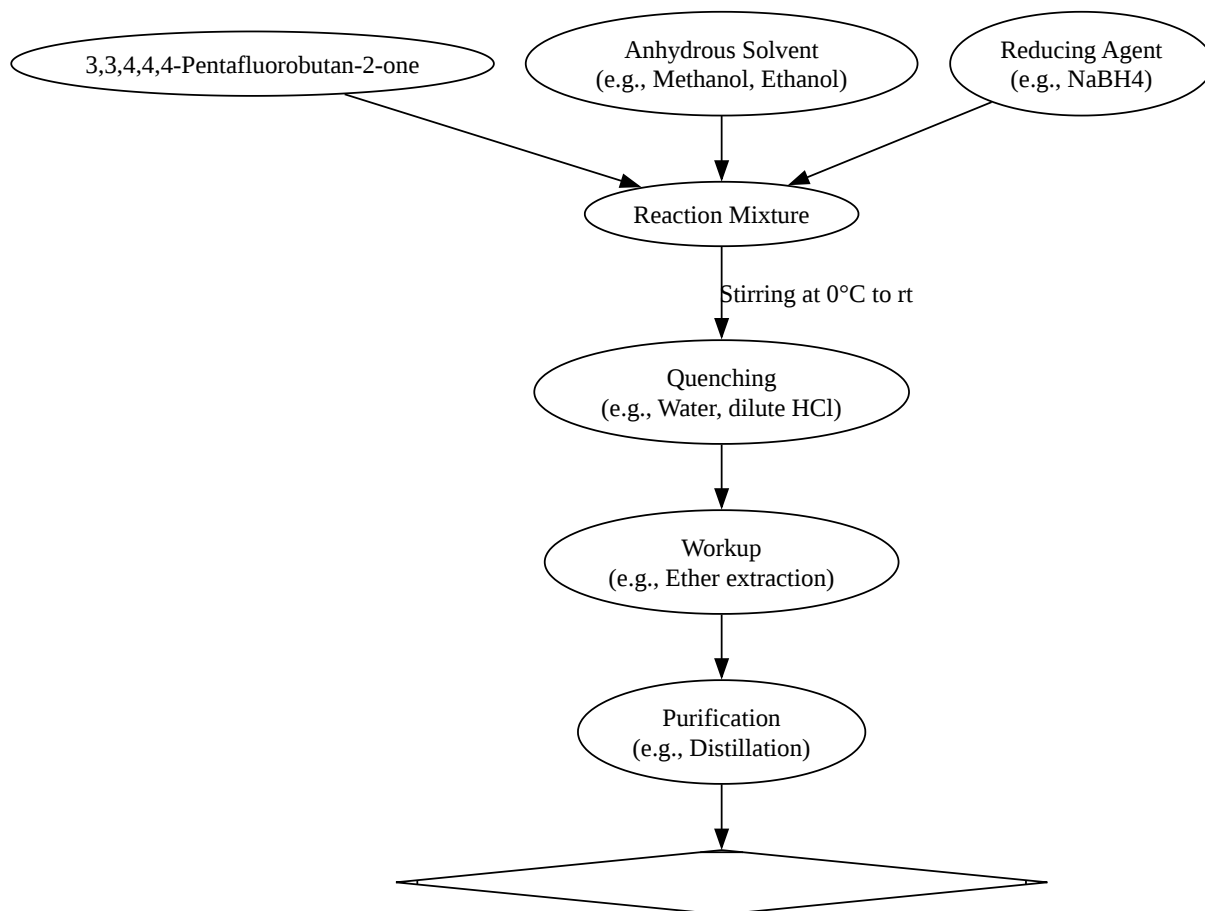 3,3,4,4,4-Pentafluorobutan-2-one
Anhydrous Solvent
(e.g., Methanol, Ethanol)
Reducing Agent
(e.g., NaBH4)
Reaction Mixture
Stirring at 0°C to rt
Quenching
(e.g., Water, dilute HCl)
Workup
(e.g., Ether extraction)
Purification
(e.g., Distillation)